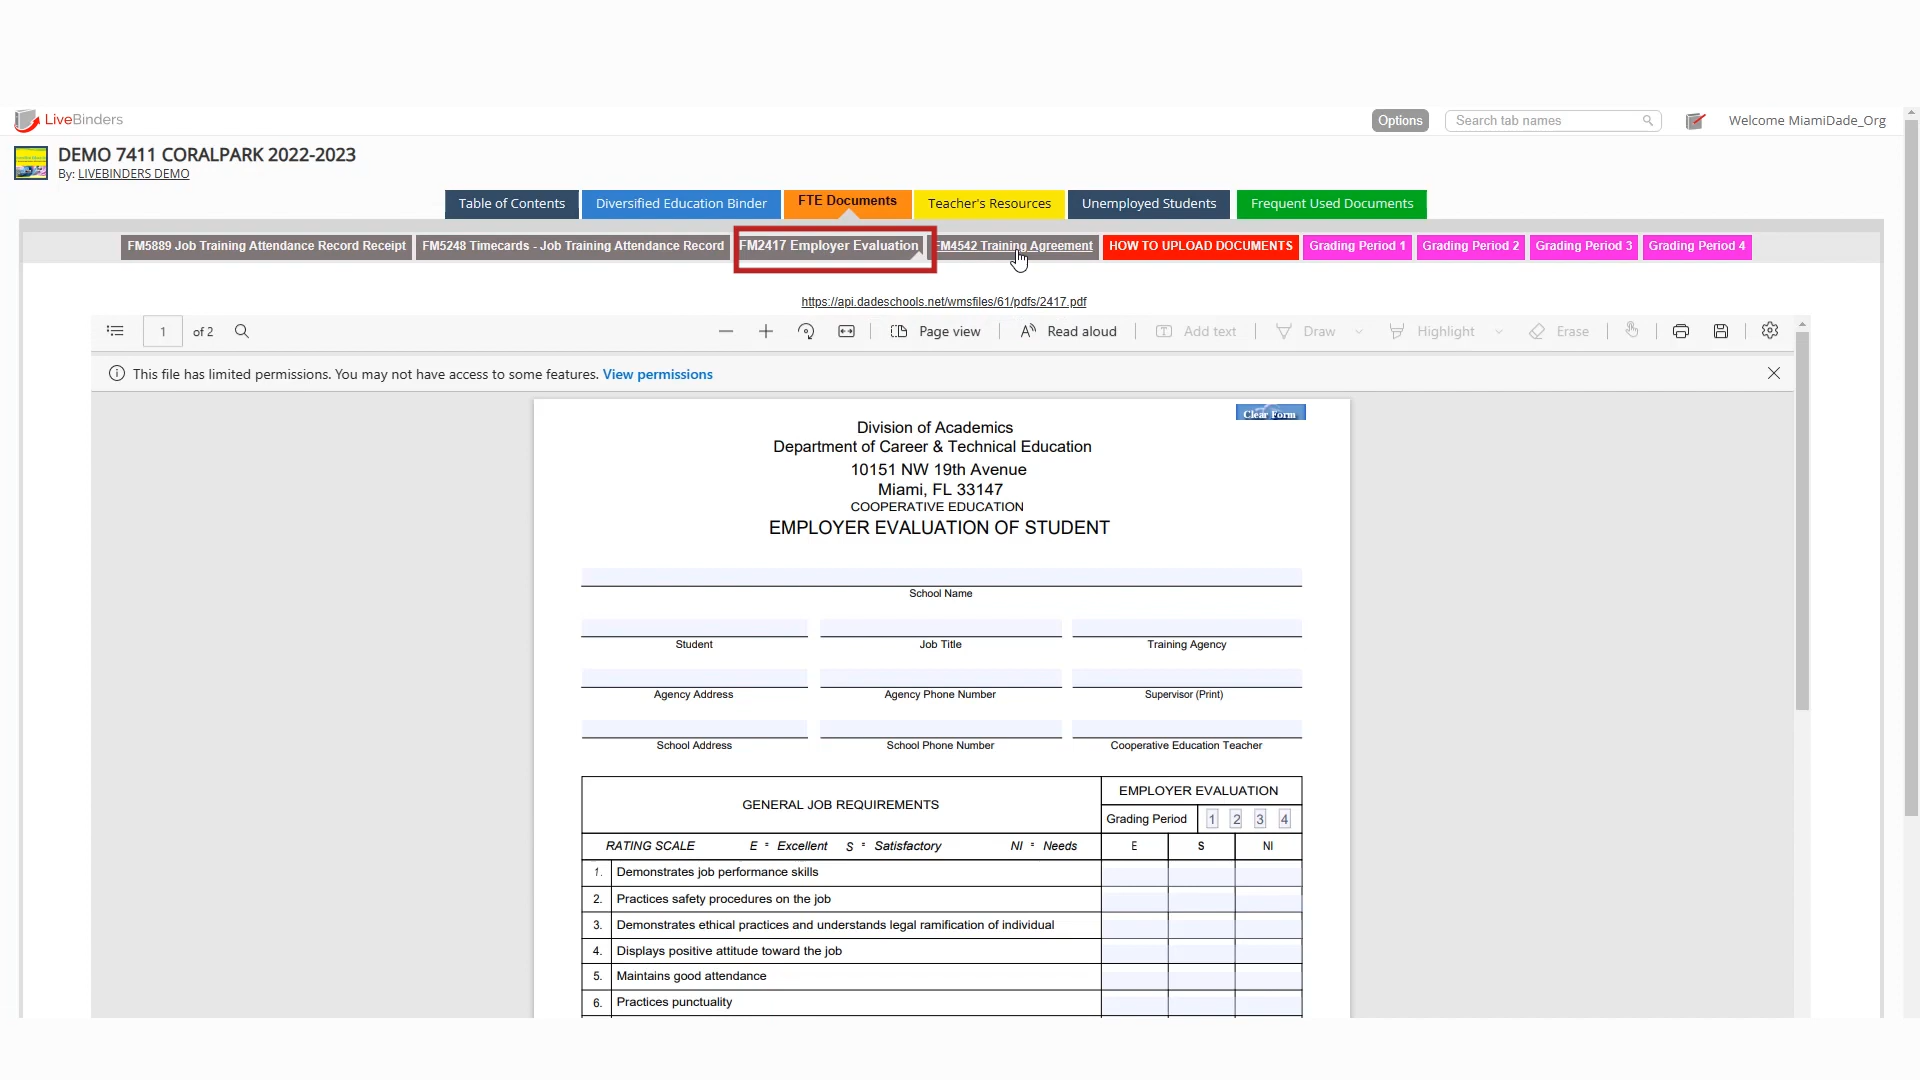 LiveBinders
Options
Search tab names
Welcome MiamiDade_Org
DEMO 7411 CORALPARK 2022-2023
By: LIVEBINDERS DEMO
Table of Contents
Diversified Education Binder
FTE Documents
Teacher's Resources
Unemployed Students
Frequent Used Documents
FM5889 Job Training Attendance Record Receipt
FM5248 Timecards - Job Training Attendance Record
FM2417 Employer Evaluation
FM4542 Training Agreement
HOW TO UPLOAD DOCUMENTS
Grading Period 1
Grading Period 2
Grading Period 3
Grading Period 4
https://api.dadeschools.net/wmsfiles/61/pdfs/2417.pdf
1 of 2
Page view
Read aloud
Add text
Draw
Highlight
Erase
This file has limited permissions. You may not have access to some features. View permissions
Clear Form
Division of Academics
Department of Career & Technical Education
10151 NW 19th Avenue
Miami, FL 33147
COOPERATIVE EDUCATION
EMPLOYER EVALUATION OF STUDENT
School Name
Student
Job Title
Training Agency
Agency Address
Agency Phone Number
Supervisor (Print)
School Address
School Phone Number
Cooperative Education Teacher
GENERAL JOB REQUIREMENTS
EMPLOYER EVALUATION
Grading Period 1 2 3 4
RATING SCALE E = Excellent S = Satisfactory NI = Needs
E S NI
1. Demonstrates job performance skills
2. Practices safety procedures on the job
3. Demonstrates ethical practices and understands legal ramification of individual
4. Displays positive attitude toward the job
5. Maintains good attendance
6. Practices punctuality